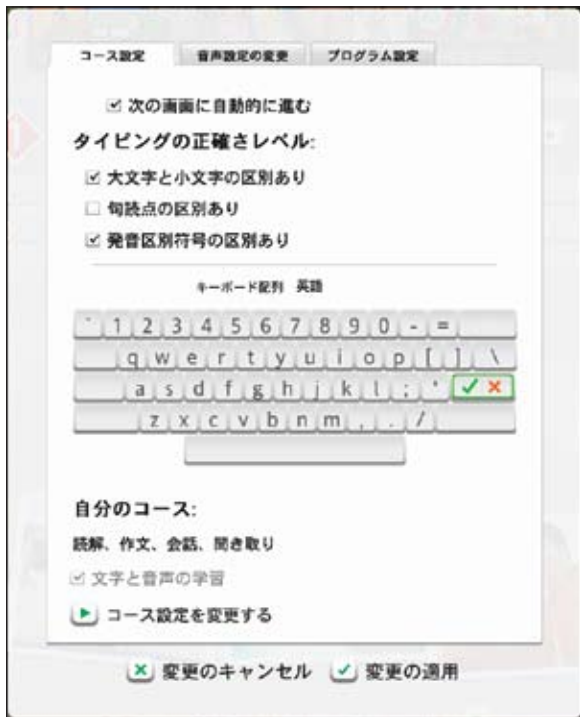 コース設定 音声設定の変更 プログラム設定
次の画面に自動的に進む
タイピングの正確さレベル:
大文字と小文字の区別あり
句読点の区別あり
発音区別符号の区別あり
キーボード配列 英語
` 1 2 3 4 5 6 7 8 9 0 - =
q w e r t y u i o p [ ] \
a s d f g h j k l ; '
z x c v b n m , . /
自分のコース:
読解、作文、会話、聞き取り
文字と音声の学習
コース設定を変更する
変更のキャンセル 変更の適用